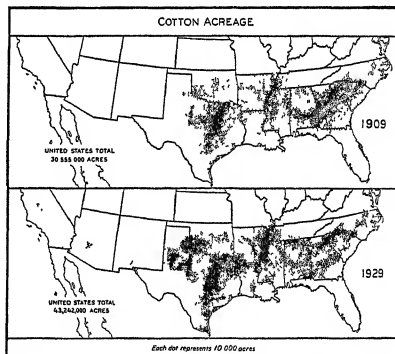 COTTON ACREAGE
1909
UNITED STATES TOTAL
30 555 000 ACRES
1929
UNITED STATES TOTAL
43,242,000 ACRES
Each dot represents 10 000 acres